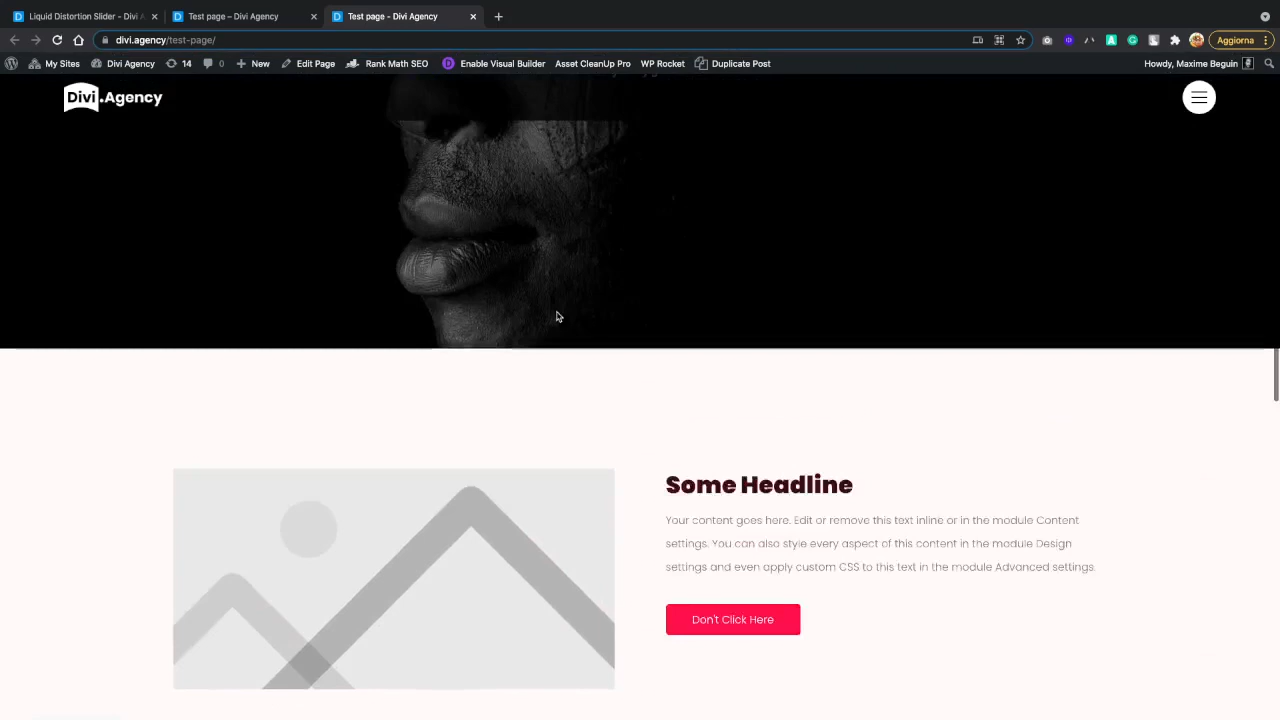 Liquid Distortion Slider - Divi A
Test page – Divi Agency
Test page - Divi Agency
divi.agency/test-page/
Aggiorna
My Sites
Divi Agency
14
0
New
Edit Page
Rank Math SEO
Enable Visual Builder
Asset CleanUp Pro
WP Rocket
Duplicate Post
Howdy, Maxime Beguin
Divi.Agency
Some Headline
Your content goes here. Edit or remove this text inline or in the module Content
settings. You can also style every aspect of this content in the module Design
settings and even apply custom CSS to this text in the module Advanced settings.
Don't Click Here